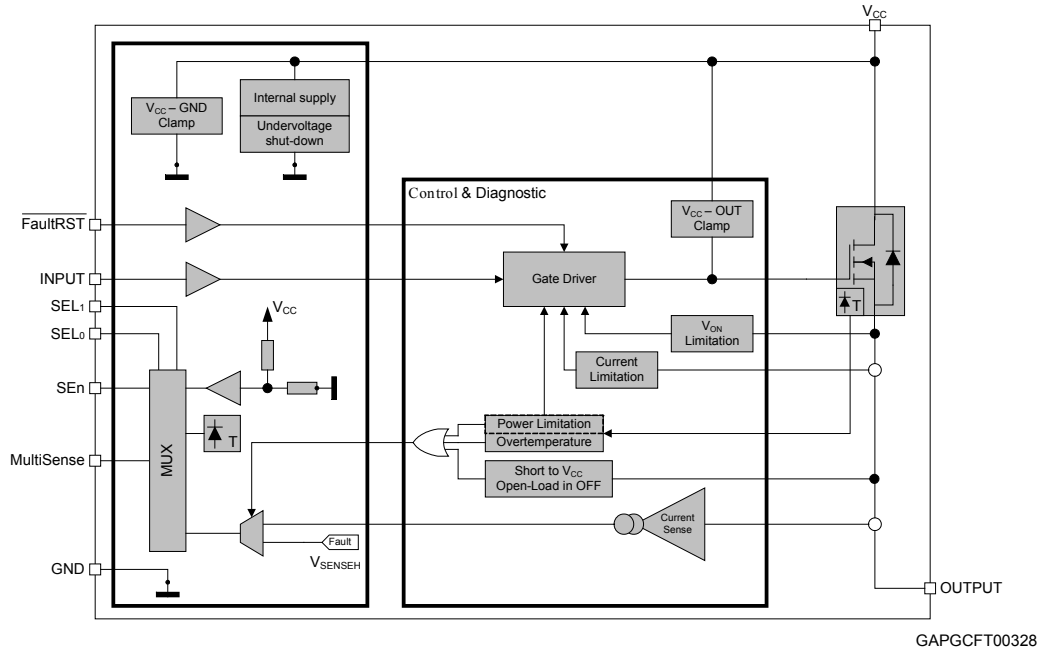 VCC
VCC – GND
Clamp
Internal supply
Undervoltage
shut-down
Control & Diagnostic
FaultRST
VCC – OUT
Clamp
INPUT
Gate Driver
SEL1
T
VCC
SEL0
VON
Limitation
Current
Limitation
SEn
MUX
T
Power Limitation
Overtemperature
MultiSense
Short to VCC
Open-Load in OFF
Current
Sense
Fault
VSENSEH
GND
OUTPUT
GAPGCFT00328